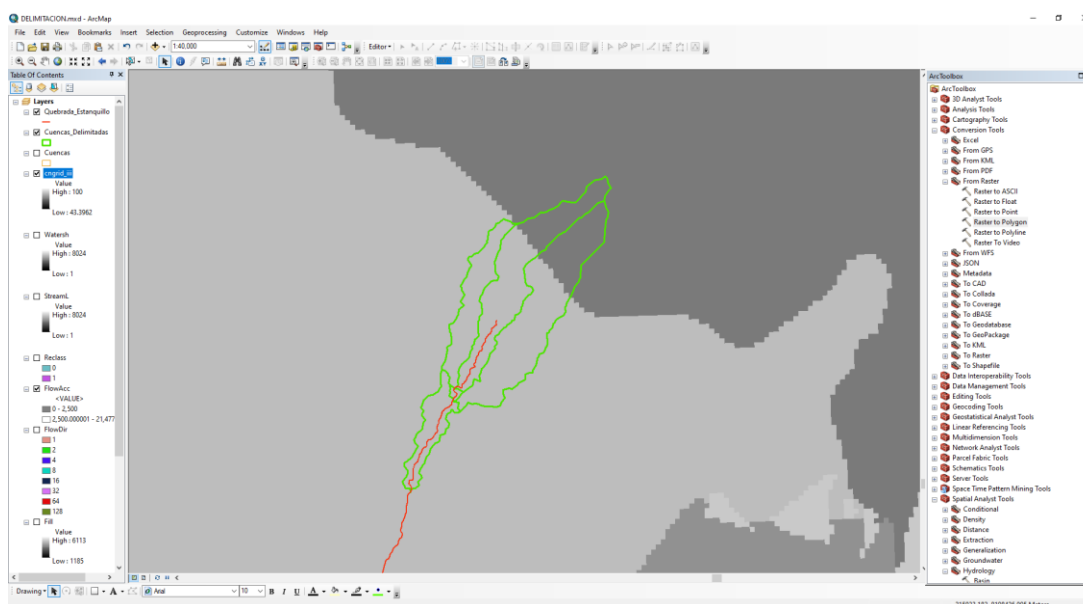 DELIMITACION.mxd - ArcMap
File Edit View Bookmarks Insert Selection Geoprocessing Customize Windows Help
1:40,000
Editor
Table Of Contents
Layers
Quebrada_Estanquillo
Cuencas_Delimitadas
Cuencas
cngrid_iii
Value
High : 100
Low : 43.3962
Watersh
Value
High : 8024
Low : 1
StreamL
Value
High : 8024
Low : 1
Reclass
0
1
FlowAcc
<VALUE>
0 - 2,500
2,500.000001 - 21,477
FlowDir
1
2
4
8
16
32
64
128
Fill
Value
High : 6113
Low : 1185
ArcToolbox
ArcToolbox
3D Analyst Tools
Analysis Tools
Cartography Tools
Conversion Tools
Excel
From GPS
From KML
From PDF
From Raster
Raster to ASCII
Raster to Float
Raster to Point
Raster to Polygon
Raster to Polyline
Raster To Video
From WFS
JSON
Metadata
To CAD
To Collada
To Coverage
To dBASE
To Geodatabase
To GeoPackage
To KML
To Raster
To Shapefile
Data Interoperability Tools
Data Management Tools
Editing Tools
Geocoding Tools
Geostatistical Analyst Tools
Linear Referencing Tools
Multidimension Tools
Network Analyst Tools
Parcel Fabric Tools
Schematics Tools
Server Tools
Space Time Pattern Mining Tools
Spatial Analyst Tools
Conditional
Density
Distance
Extraction
Generalization
Groundwater
Hydrology
Basin
Drawing
Arial
10
B I U A